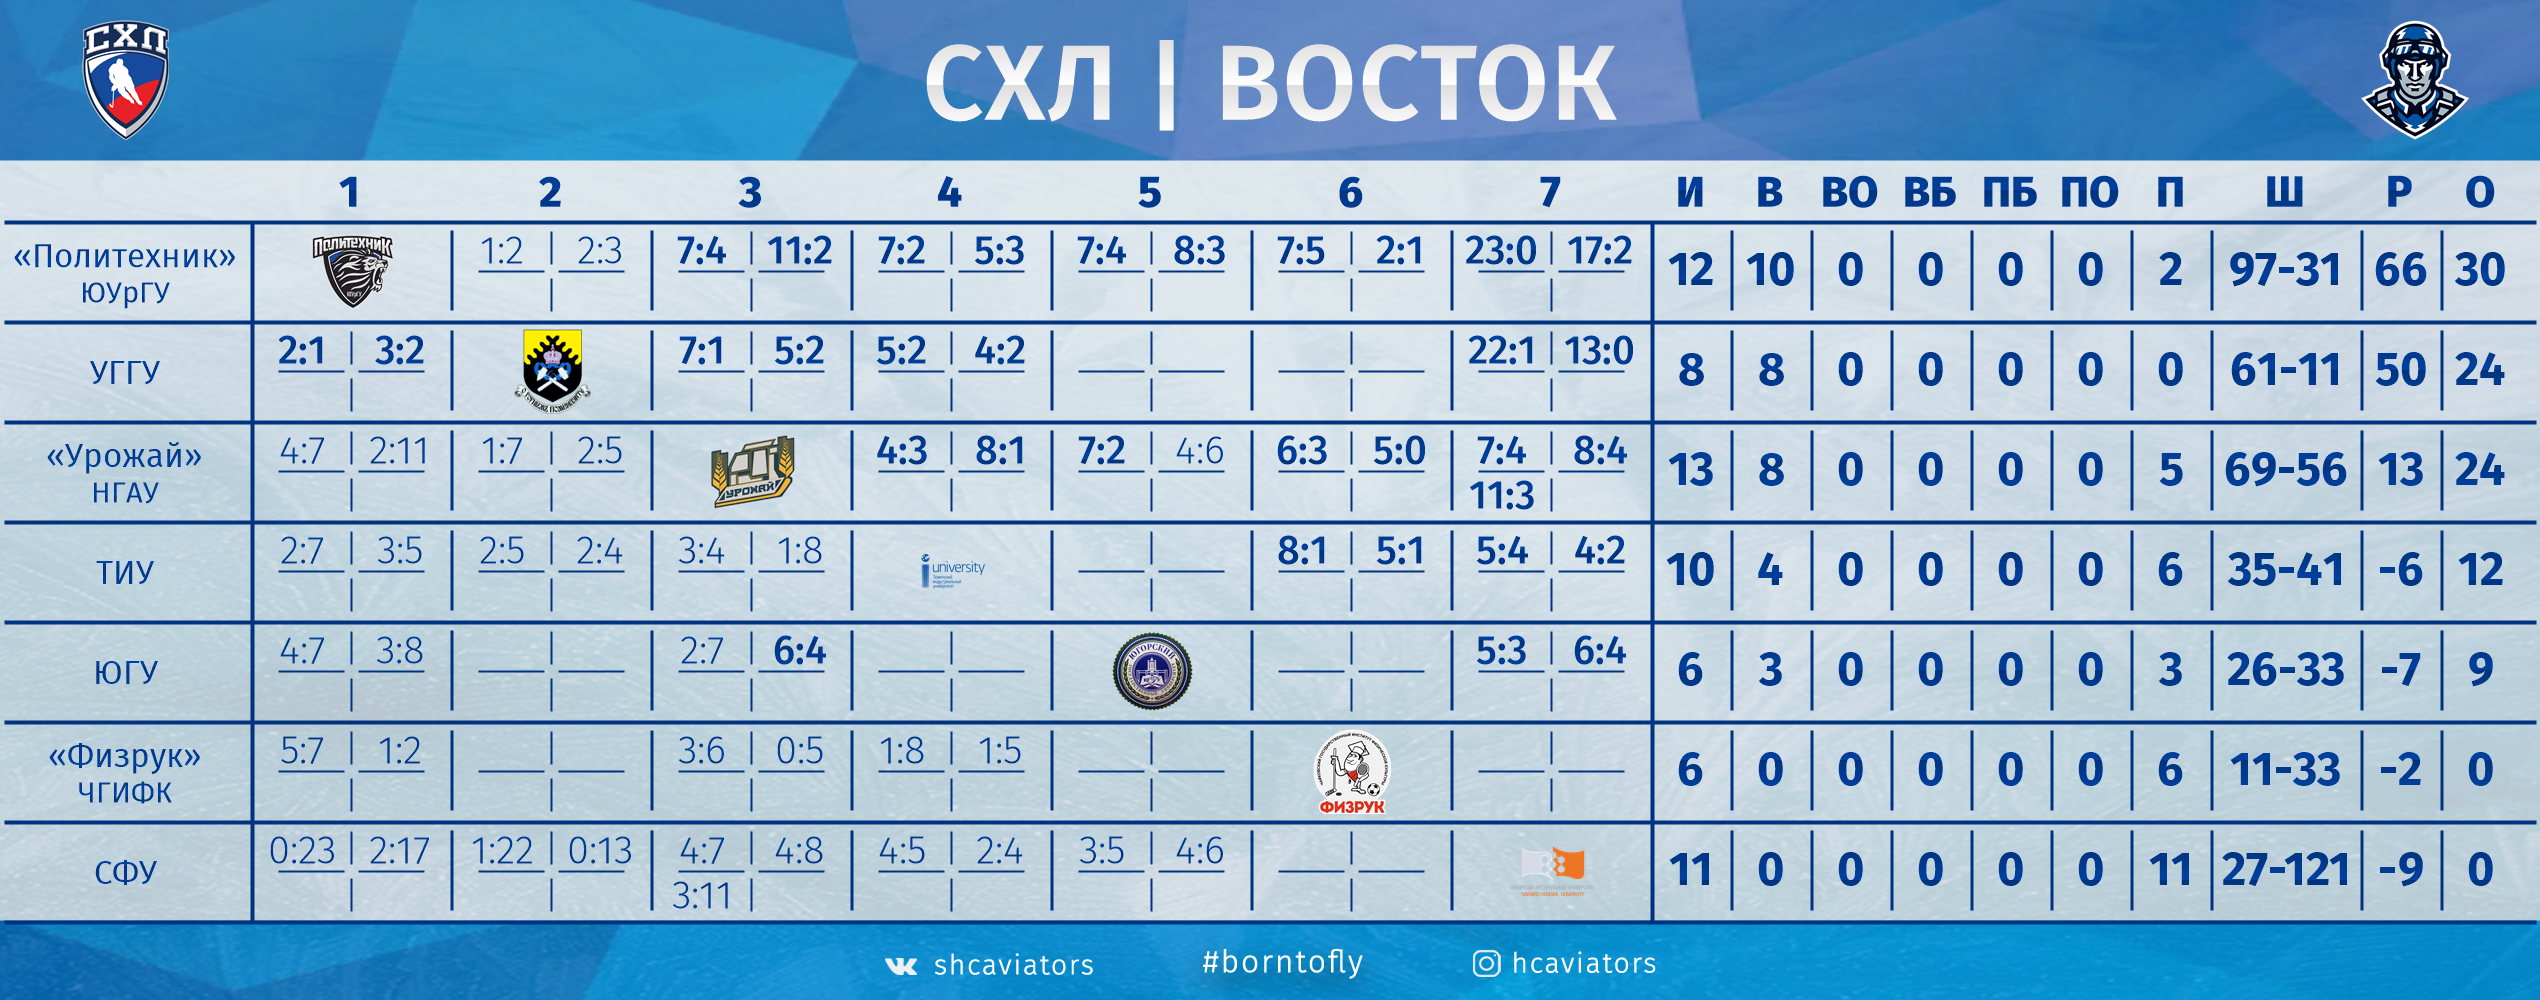 СХЛ
СХЛ | ВОСТОК
1 2 3 4 5 6 7 И В ВО ВБ ПБ ПО П Ш Р О
«Политехник» ЮУрГУ
ПОЛИТЕХНИК
ЮУрГУ
1:2 2:3 7:4 11:2 7:2 5:3 7:4 8:3 7:5 2:1 23:0 17:2 12 10 0 0 0 0 2 97-31 66 30
УГГУ 2:1 3:2 7:1 5:2 5:2 4:2 22:1 13:0 8 8 0 0 0 0 0 61-11 50 24
«Урожай» НГАУ
4:7 2:11 1:7 2:5 4:3 8:1 7:2 4:6 6:3 5:0 7:4 8:4 13 8 0 0 0 0 5 69-56 13 24
УРОЖАЙ
11:3
ТИУ 2:7 3:5 2:5 2:4 3:4 1:8 8:1 5:1 5:4 4:2 10 4 0 0 0 0 6 35-41 -6 12
university
Тюменский
индустриальный
университет
ЮГУ 4:7 3:8 2:7 6:4 5:3 6:4 6 3 0 0 0 0 3 26-33 -7 9
ЮГОРСКИЙ
«Физрук» ЧГИФК
5:7 1:2 3:6 0:5 1:8 1:5 6 0 0 0 0 0 6 11-33 -2 0
ФИЗРУК
СФУ 0:23 2:17 1:22 0:13 4:7 4:8 4:5 2:4 3:5 4:6 11 0 0 0 0 0 11 27-121 -9 0
3:11
SIBERIAN FEDERAL UNIVERSITY
shcaviators #borntofly hcaviators